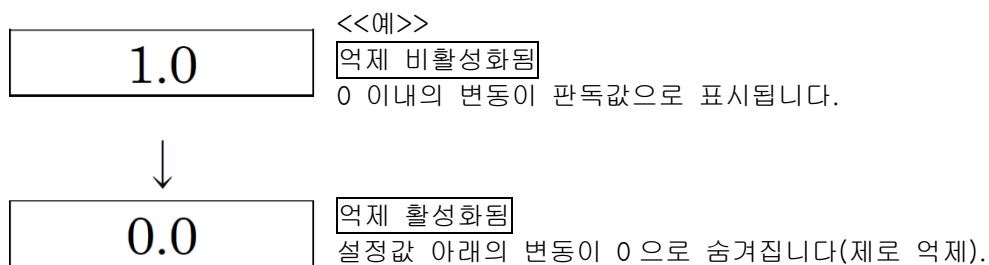 <<예>>
1.0
억제 비활성화됨
0 이내의 변동이 판독값으로 표시됩니다.
↓
0.0
억제 활성화됨
설정값 아래의 변동이 0 으로 숨겨집니다(제로 억제).